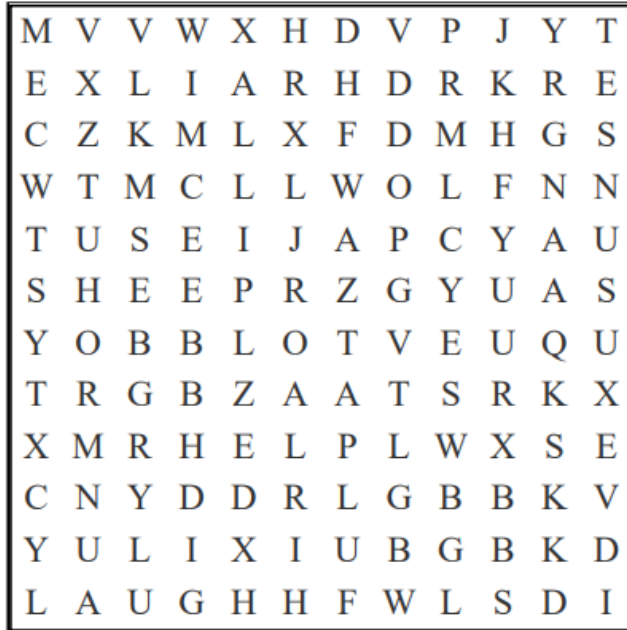 M V V W X H D V P J Y T
E X L I A R H D R K R E
C Z K M L X F D M H G S
W T M C L L W O L F N N
T U S E I J A P C Y A U
S H E E P R Z G Y U A S
Y O B B L O T V E U Q U
T R G B Z A A T S R K X
X M R H E L P L W X S E
C N Y D D R L G B B K V
Y U L I X I U B G B K D
L A U G H H F W L S D I